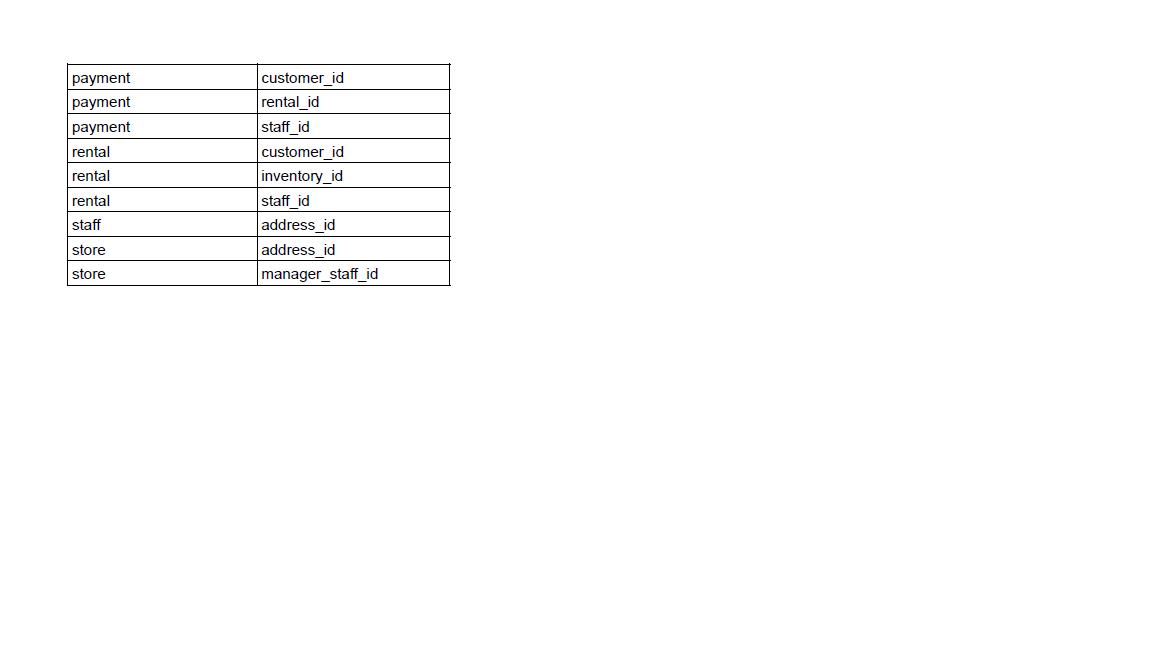 payment customer_id
payment rental_id
payment staff_id
rental customer_id
rental inventory_id
rental staff_id
staff address_id
store address_id
store manager_staff_id